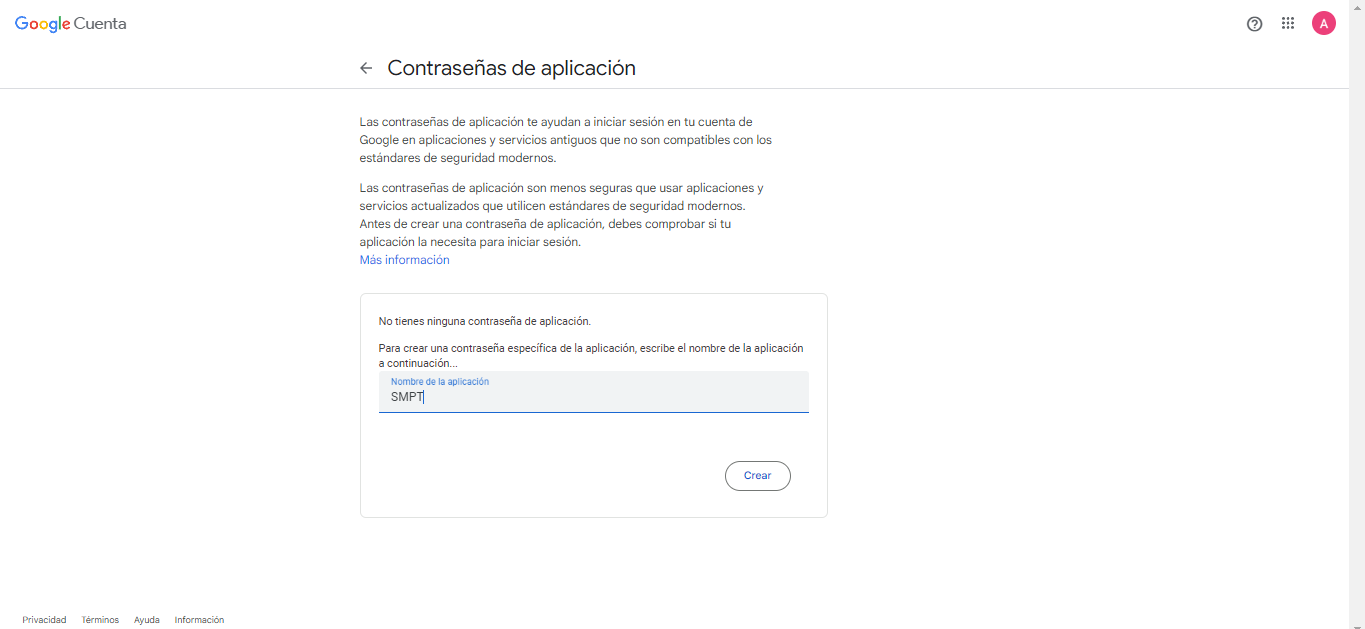 Google Cuenta
A
Contraseñas de aplicación
Las contraseñas de aplicación te ayudan a iniciar sesión en tu cuenta de
Google en aplicaciones y servicios antiguos que no son compatibles con los
estándares de seguridad modernos.
Las contraseñas de aplicación son menos seguras que usar aplicaciones y
servicios actualizados que utilicen estándares de seguridad modernos.
Antes de crear una contraseña de aplicación, debes comprobar si tu
aplicación la necesita para iniciar sesión.
Más información
No tienes ninguna contraseña de aplicación.
Para crear una contraseña específica de la aplicación, escribe el nombre de la aplicación
a continuación...
Nombre de la aplicación
SMPT
Crear
Privacidad Términos Ayuda Información